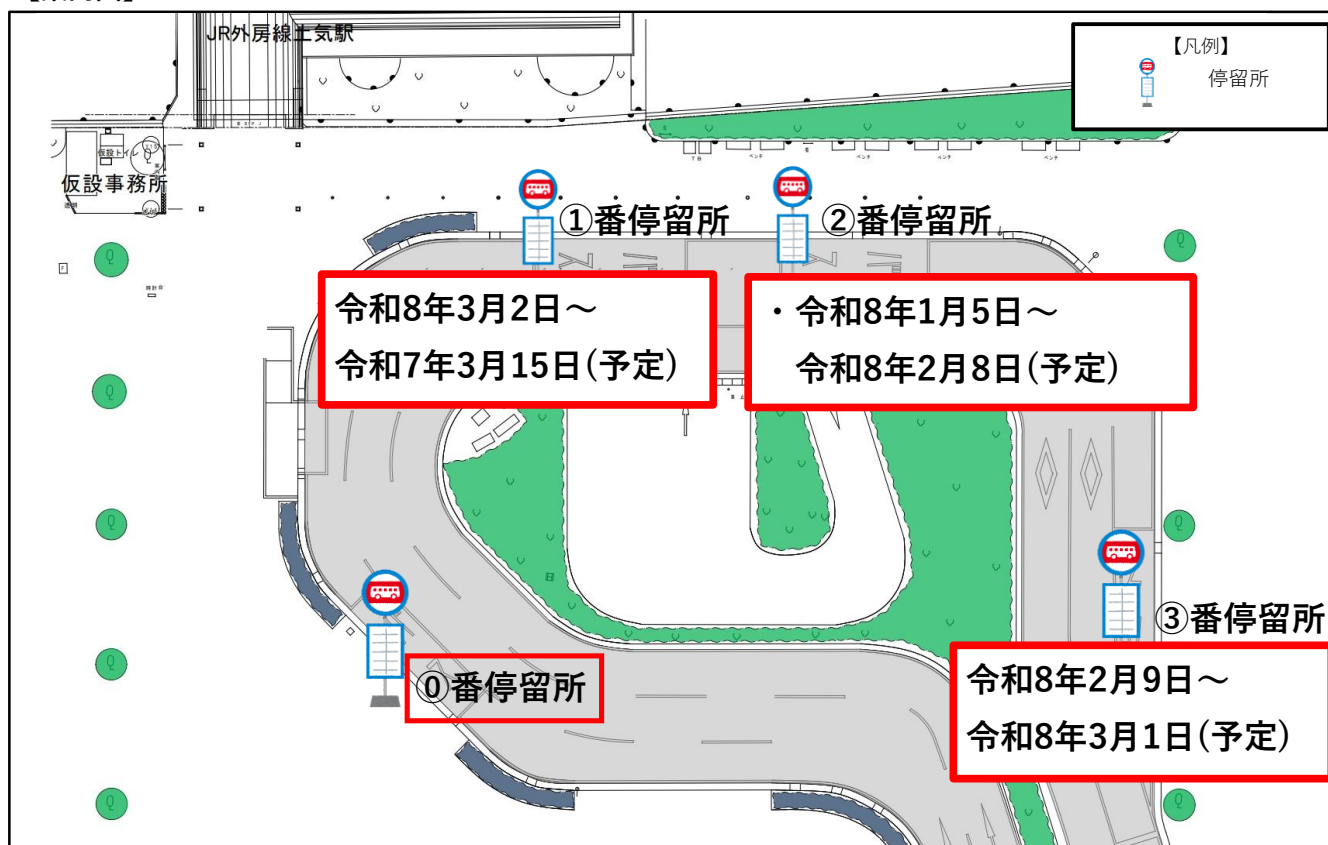 JR外房線土気駅
【凡例】
停留所
仮設トイレ
仮設事務所
ベンチ
ベンチ
ベンチ
ベンチ
①番停留所
②番停留所
令和8年3月2日～
令和7年3月15日(予定)
・令和8年1月5日～
令和8年2月8日(予定)
③番停留所
令和8年2月9日～
令和8年3月1日(予定)
⓪番停留所